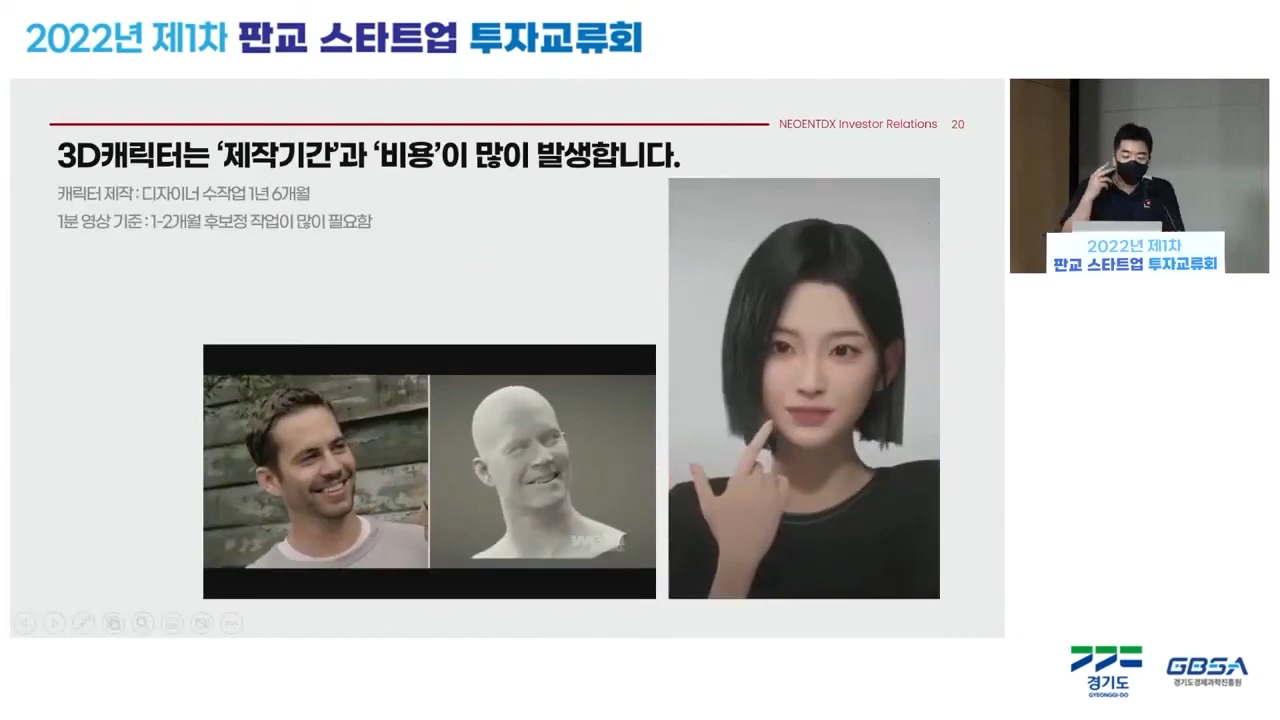 2022년 제1차 판교 스타트업 투자교류회
NEOENTDX Investor Relations 20
3D캐릭터는 ‘제작기간’과 ‘비용’이 많이 발생합니다.
캐릭터 제작 : 디자이너 수작업 1년 6개월
1분 영상 기준 : 1-2개월 후보정 작업이 많이 필요함
2022년 제1차
판교 스타트업 투자교류회
경기도
GYEONGGI-DO
GBSA
경기도경제과학진흥원